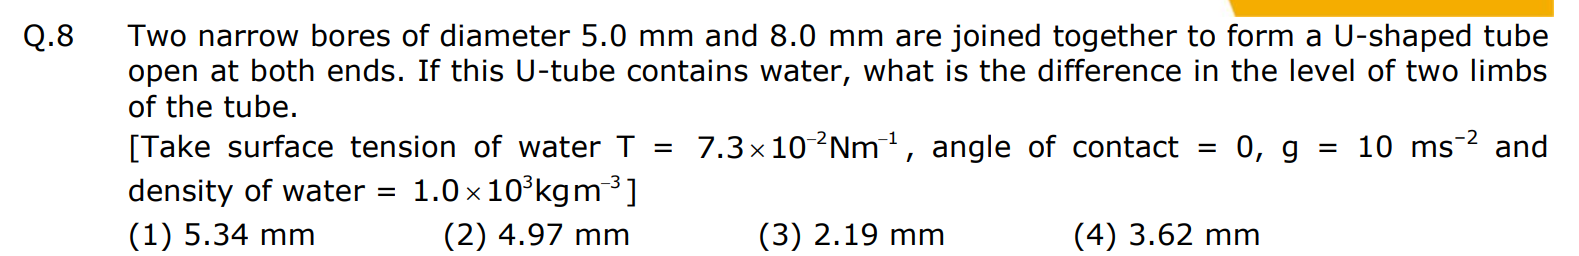 Q.8 Two narrow bores of diameter 5.0 mm and 8.0 mm are joined together to form a U-shaped tube
open at both ends. If this U-tube contains water, what is the difference in the level of two limbs
of the tube.
[Take surface tension of water T = 7.3×10⁻²Nm⁻¹, angle of contact = 0, g = 10 ms⁻² and
density of water = 1.0×10³kgm⁻³]
(1) 5.34 mm (2) 4.97 mm (3) 2.19 mm (4) 3.62 mm